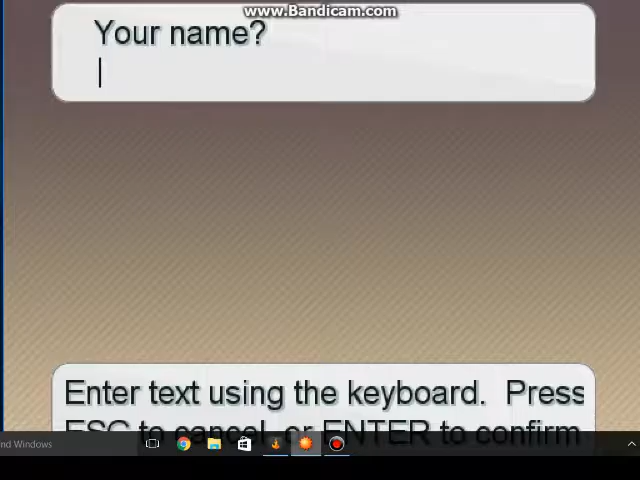 www.Bandicam.com
Your name?
Enter text using the keyboard.  Press
ESC to cancel, or ENTER to confirm
nd Windows